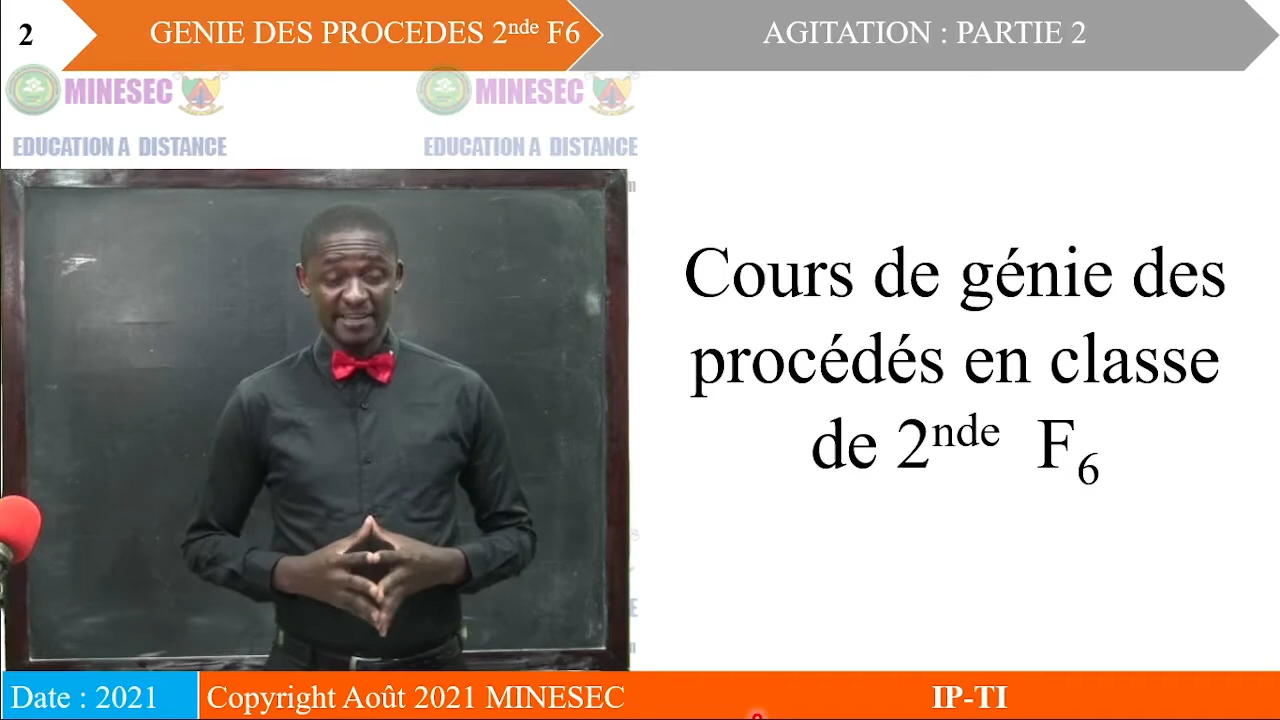 2
GENIE DES PROCEDES 2nde F6
AGITATION : PARTIE 2
MINESEC
EDUCATION A DISTANCE
MINESEC
EDUCATION A DISTANCE
Cours de génie des
procédés en classe
de 2nde F6
Date : 2021
Copyright Août 2021 MINESEC
IP-TI